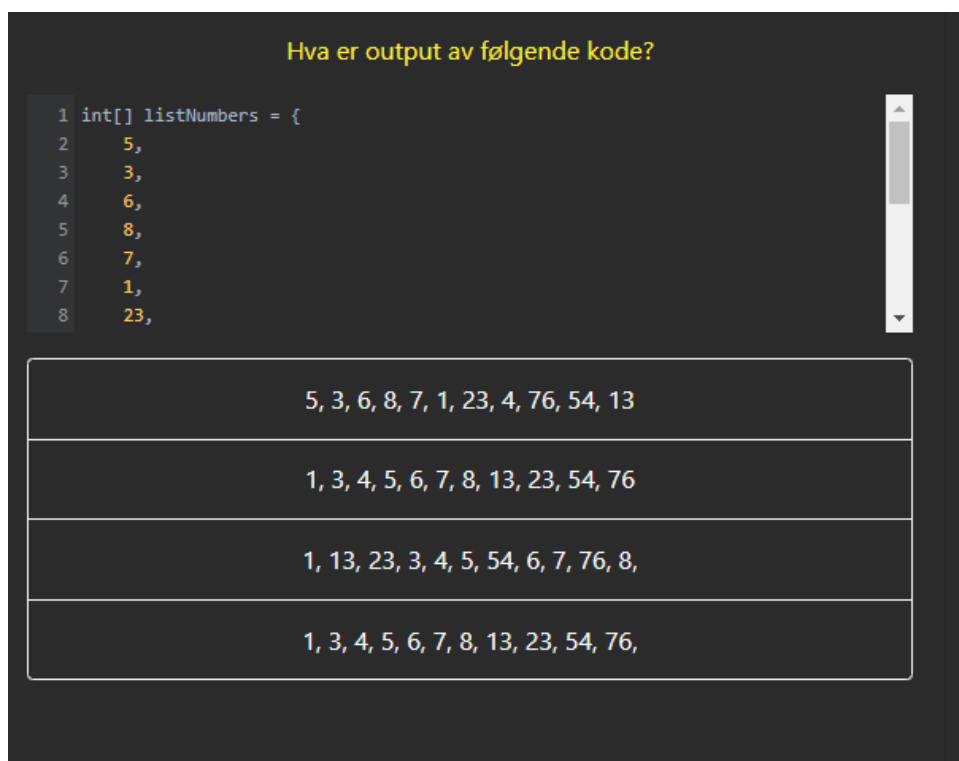 Hva er output av følgende kode?
1 int[] listNumbers = {
2 5,
3 3,
4 6,
5 8,
6 7,
7 1,
8 23,
5, 3, 6, 8, 7, 1, 23, 4, 76, 54, 13
1, 3, 4, 5, 6, 7, 8, 13, 23, 54, 76
1, 13, 23, 3, 4, 5, 54, 6, 7, 76, 8,
1, 3, 4, 5, 6, 7, 8, 13, 23, 54, 76,